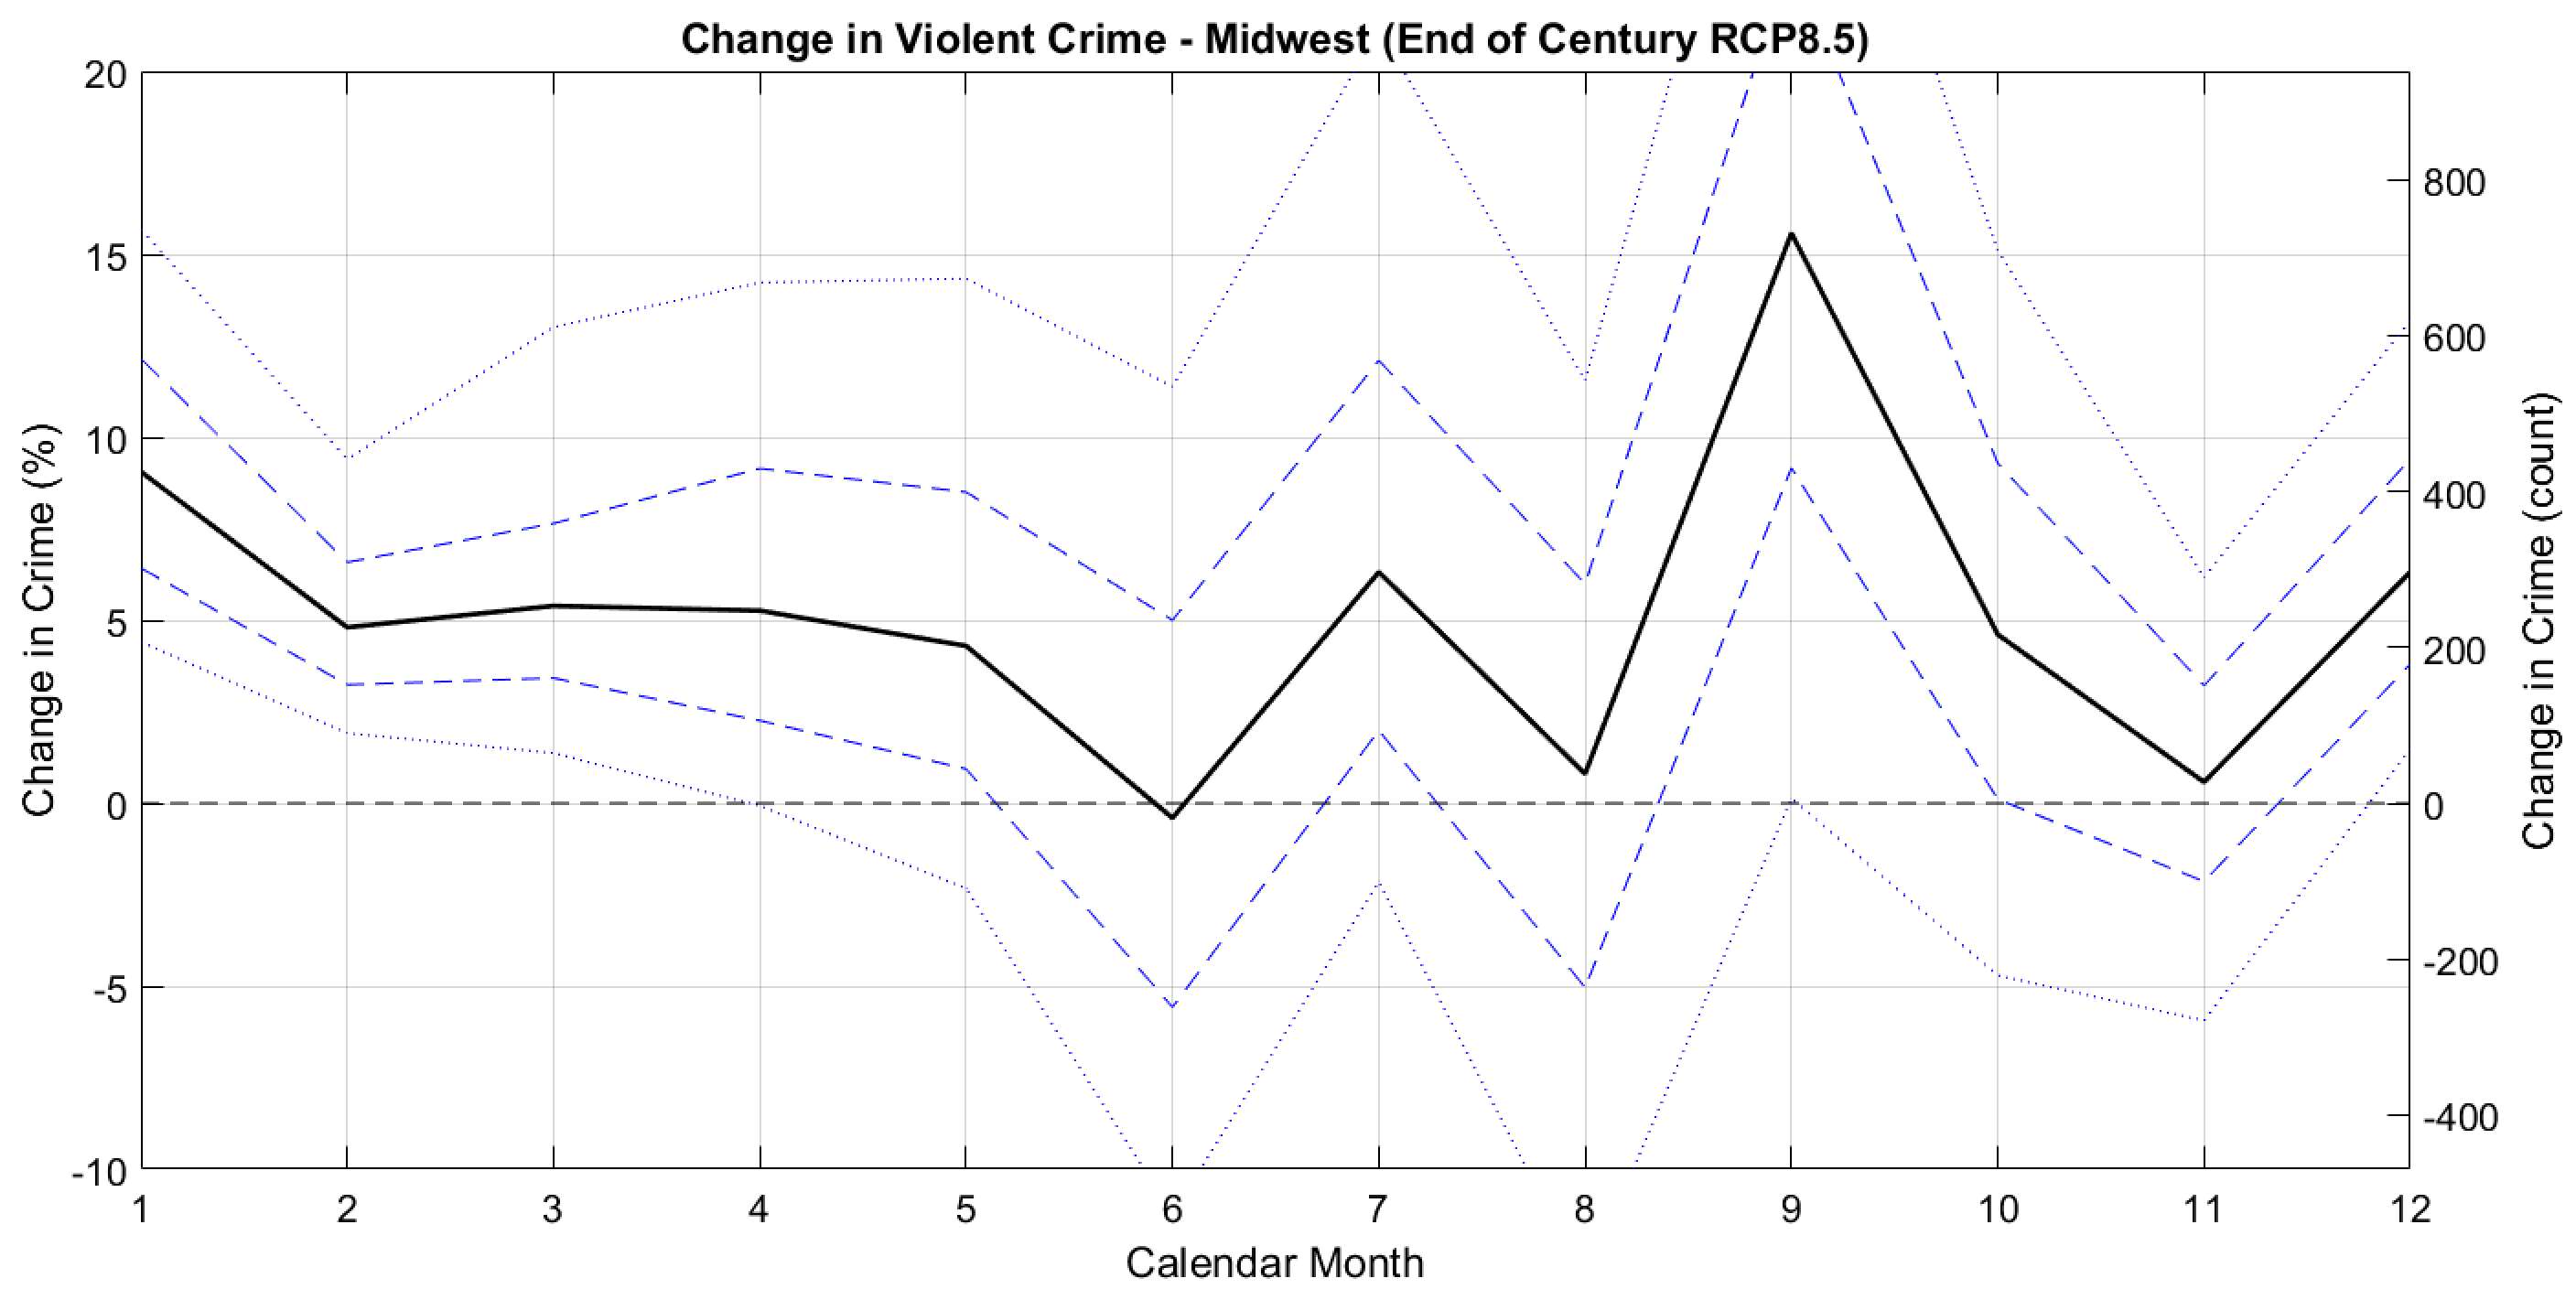 Change in Violent Crime - Midwest (End of Century RCP8.5)
20
15
10
5
0
-5
-10
Change in Crime (%)
800
600
400
200
0
-200
-400
Change in Crime (count)
1 2 3 4 5 6 7 8 9 10 11 12
Calendar Month